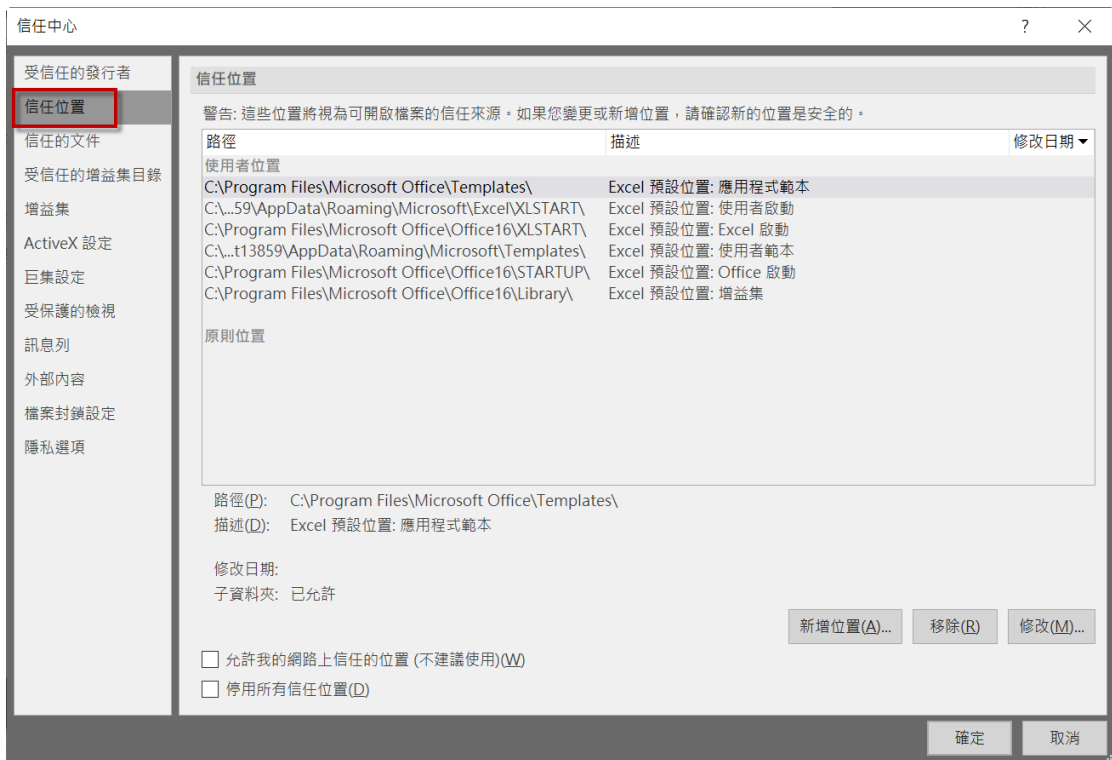 信任中心
?
受信任的發行者
信任位置
信任的文件
受信任的增益集目錄
增益集
ActiveX 設定
巨集設定
受保護的檢視
訊息列
外部內容
檔案封鎖設定
隱私選項
信任位置
警告: 這些位置將視為可開啟檔案的信任來源。如果您變更或新增位置，請確認新的位置是安全的。
路徑 描述 修改日期
使用者位置
C:\Program Files\Microsoft Office\Templates\ Excel 預設位置: 應用程式範本
C:\...59\AppData\Roaming\Microsoft\Excel\XLSTART\ Excel 預設位置: 使用者啟動
C:\Program Files\Microsoft Office\Office16\XLSTART\ Excel 預設位置: Excel 啟動
C:\...t13859\AppData\Roaming\Microsoft\Templates\ Excel 預設位置: 使用者範本
C:\Program Files\Microsoft Office\Office16\STARTUP\ Excel 預設位置: Office 啟動
C:\Program Files\Microsoft Office\Office16\Library\ Excel 預設位置: 增益集
原則位置
路徑(P): C:\Program Files\Microsoft Office\Templates\
描述(D): Excel 預設位置: 應用程式範本
修改日期:
子資料夾: 已允許
新增位置(A)... 移除(R) 修改(M)...
允許我的網路上信任的位置 (不建議使用)(W)
停用所有信任位置(D)
確定 取消